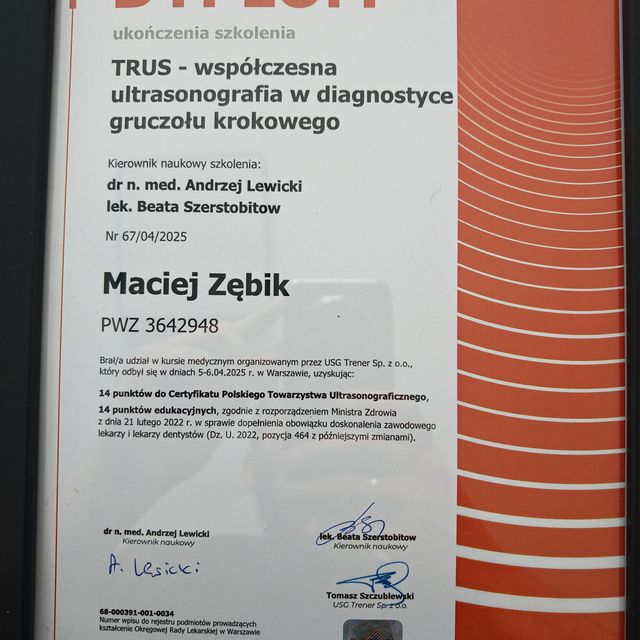 DYPLOM
ukończenia szkolenia
TRUS - współczesna
ultrasonografia w diagnostyce
gruczołu krokowego
Kierownik naukowy szkolenia:
dr n. med. Andrzej Lewicki
lek. Beata Szerstobitow
Nr 67/04/2025
Maciej Zębik
PWZ 3642948
Brał/a udział w kursie medycznym organizowanym przez USG Trener Sp. z o.o.,
który odbył się w dniach 5-6.04.2025 r. w Warszawie, uzyskując:
14 punktów do Certyfikatu Polskiego Towarzystwa Ultrasonograficznego,
14 punktów edukacyjnych, zgodnie z rozporządzeniem Ministra Zdrowia
z dnia 21 lutego 2022 r. w sprawie dopełnienia obowiązku doskonalenia zawodowego
lekarzy i lekarzy dentystów (Dz. U. 2022, pozycja 464 z późniejszymi zmianami).
dr n. med. Andrzej Lewicki
Kierownik naukowy
A. Lewicki
lek. Beata Szerstobitow
Kierownik naukowy
Tomasz Szczublewski
USG Trener Sp. z o.o.
68-000391-001-0034
Numer wpisu do rejestru podmiotów prowadzących
kształcenie Okręgowej Rady Lekarskiej w Warszawie